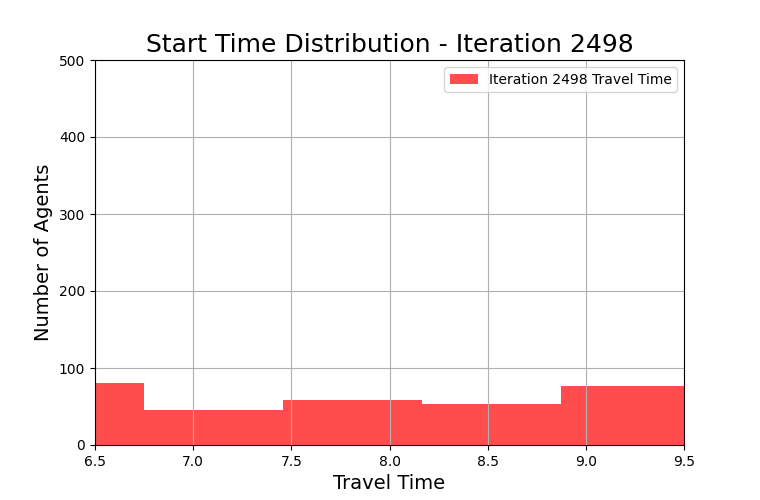 Start Time Distribution - Iteration 2498
Iteration 2498 Travel Time
Number of Agents
500
400
300
200
100
0
6.5 7.0 7.5 8.0 8.5 9.0 9.5
Travel Time